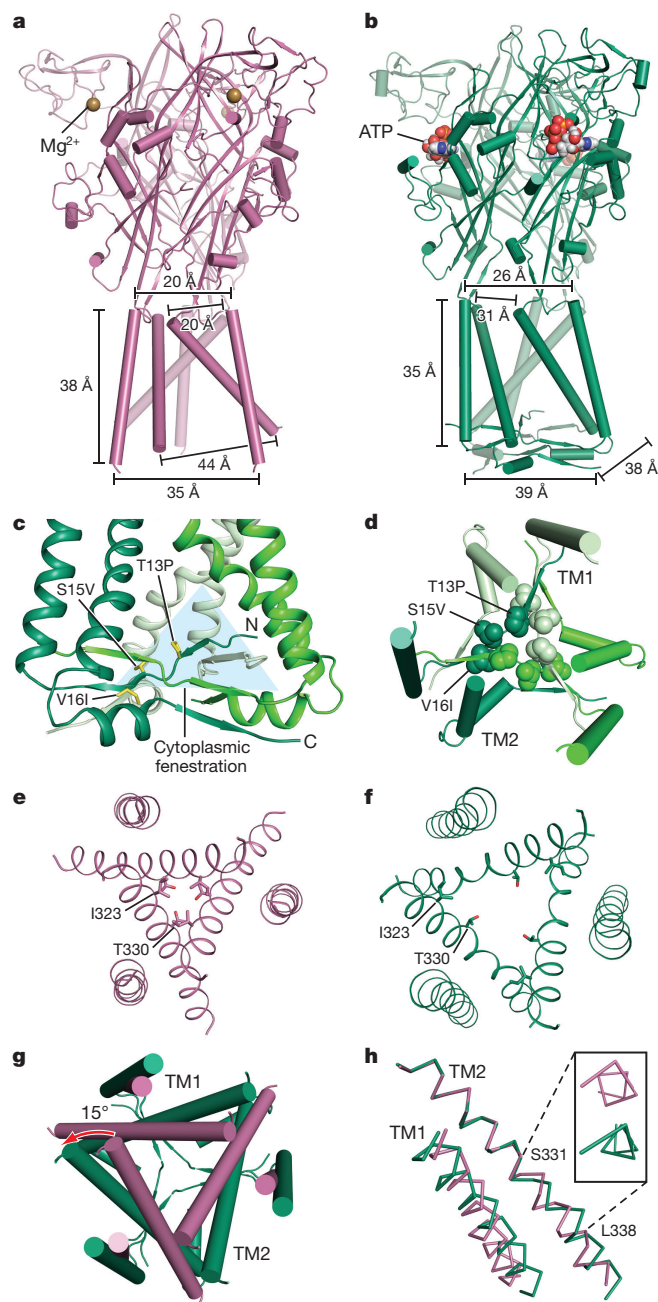 a
b
Mg2+
ATP
20 Å
20 Å
38 Å
44 Å
35 Å
26 Å
31 Å
35 Å
38 Å
39 Å
c
d
S15V
T13P
N
V16I
C
Cytoplasmic
fenestration
T13P
TM1
S15V
V16I
TM2
e
f
I323
T330
I323
T330
g
h
TM1
15°
TM2
TM2
TM1
S331
L338